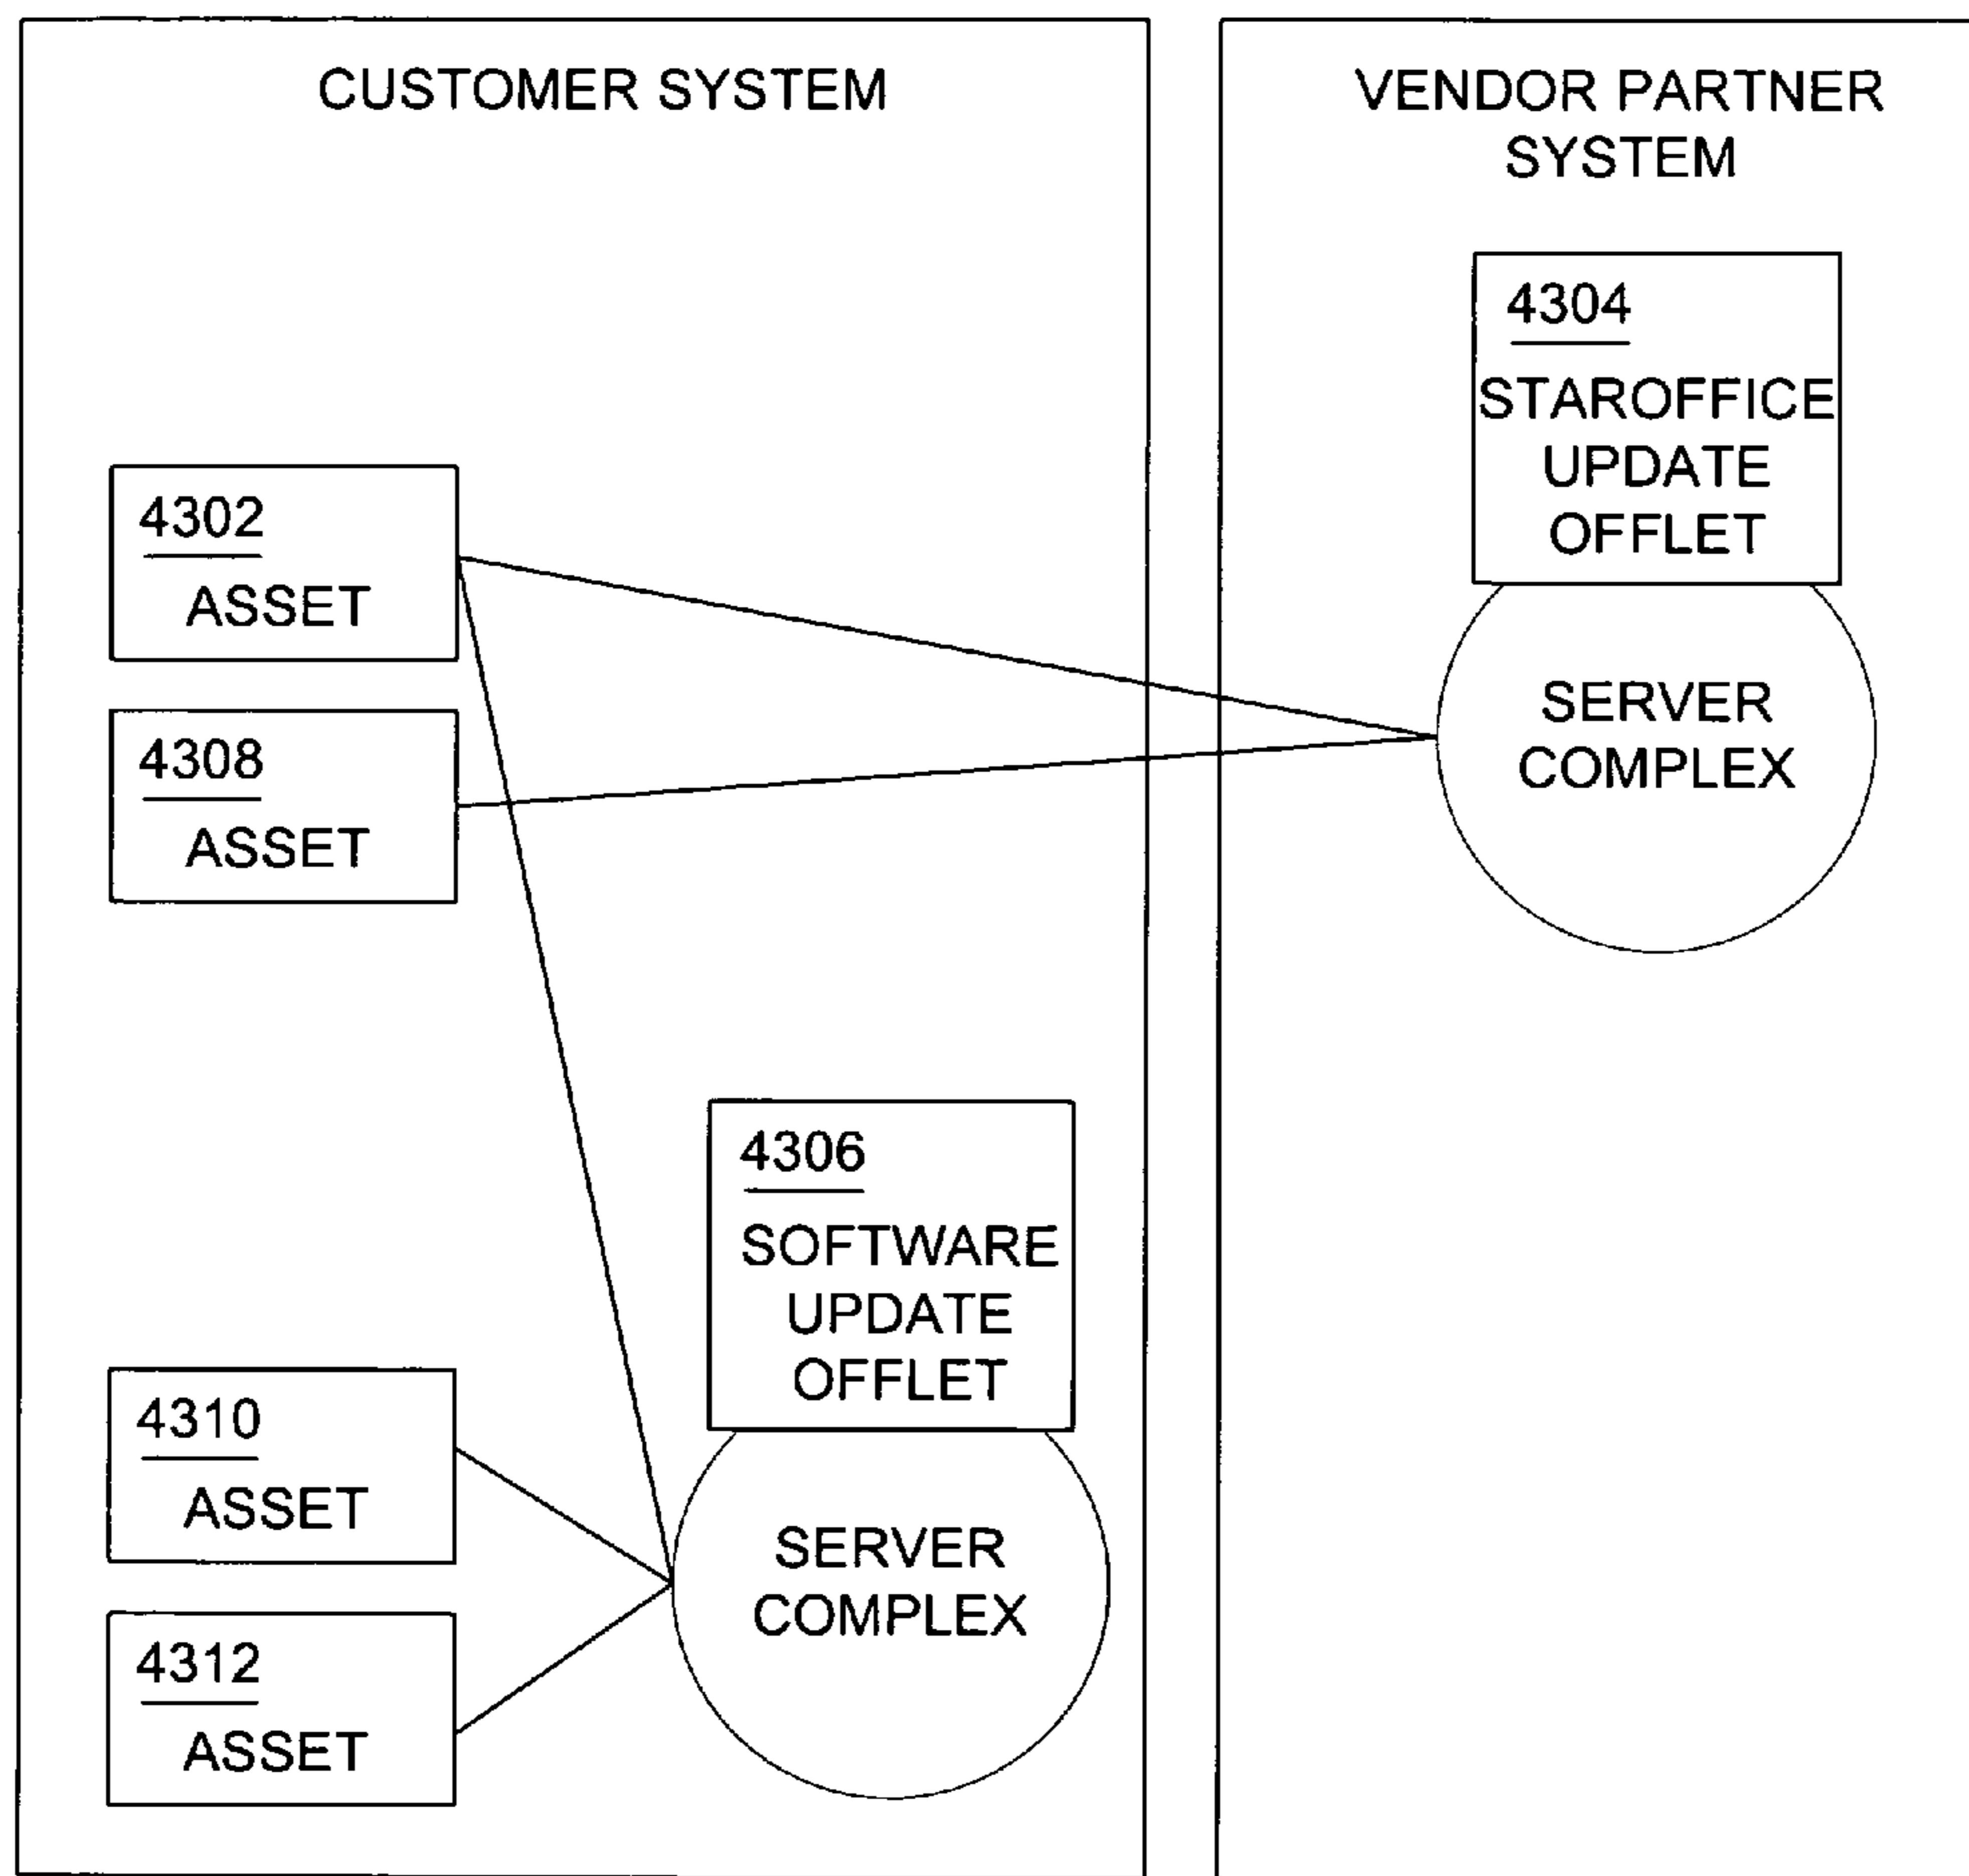 CUSTOMER SYSTEM
VENDOR PARTNER
SYSTEM
4304
STAROFFICE
UPDATE
OFFLET
SERVER
COMPLEX
4302
ASSET
4308
ASSET
4306
SOFTWARE
UPDATE
OFFLET
SERVER
COMPLEX
4310
ASSET
4312
ASSET